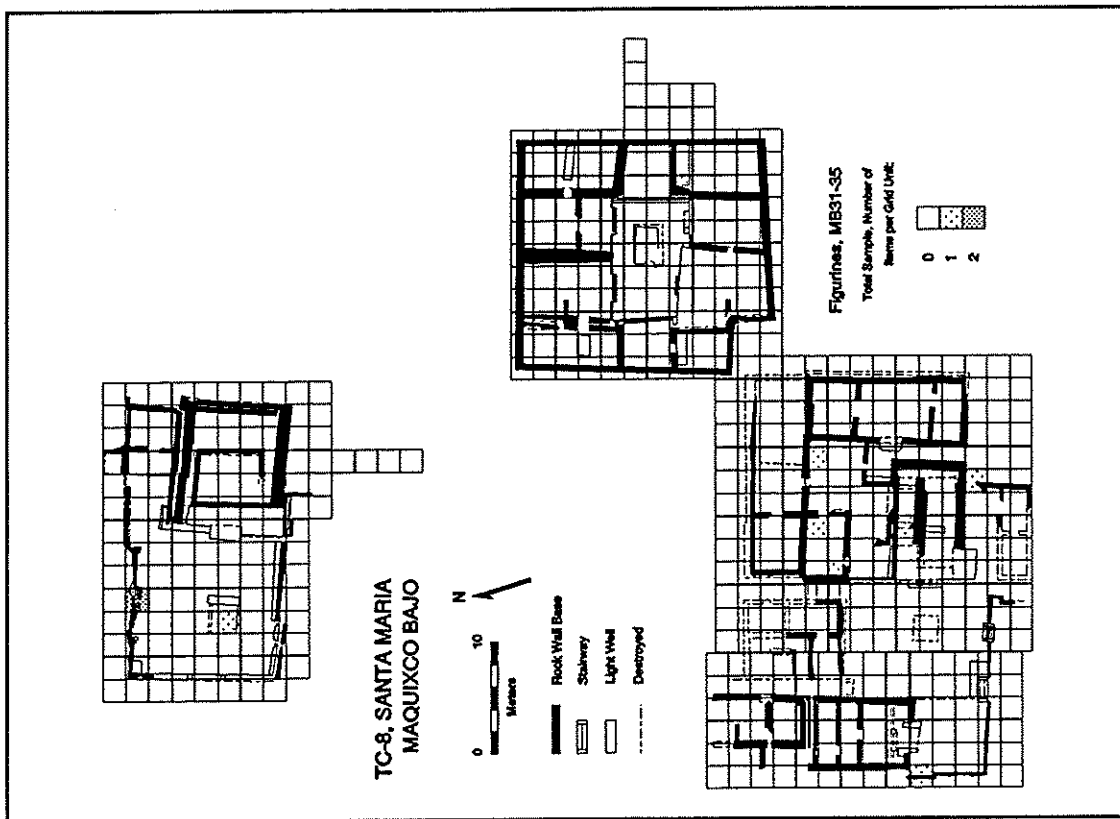 TC-8, SANTA MARIA
MAQUIXCO BAJO
N
0 10
Meters
Rock Wall Base
Stairway
Light Well
Destroyed
Figurines, MB31-35
Total Sample, Number of
Items per Grid Unit:
0
1
2